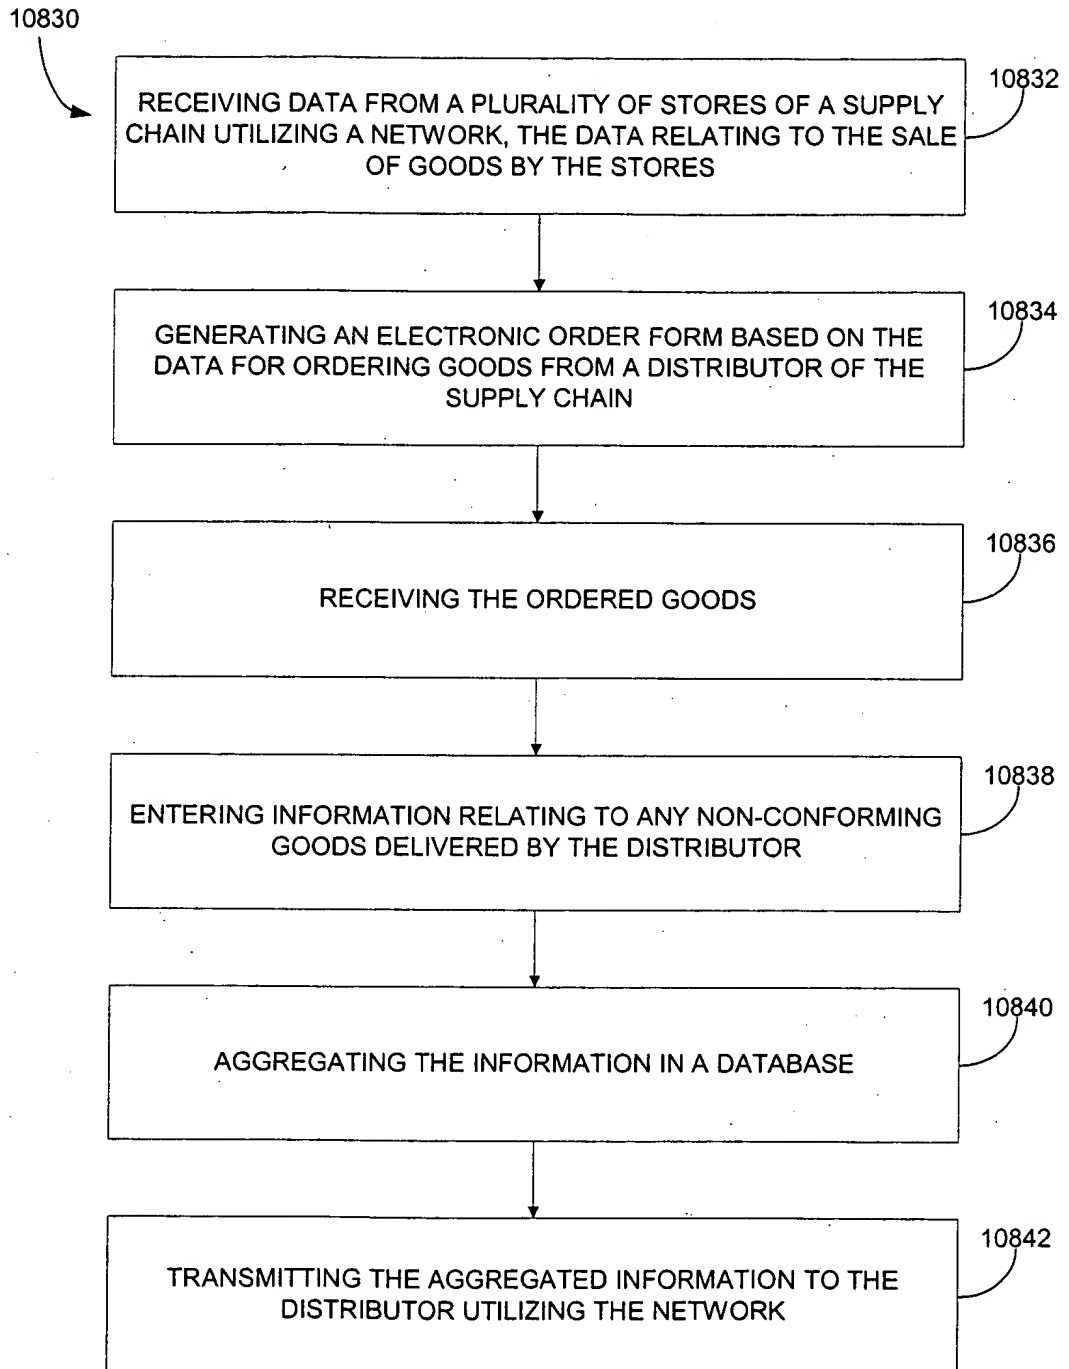 10830
10832
RECEIVING DATA FROM A PLURALITY OF STORES OF A SUPPLY
CHAIN UTILIZING A NETWORK, THE DATA RELATING TO THE SALE
OF GOODS BY THE STORES
10834
GENERATING AN ELECTRONIC ORDER FORM BASED ON THE
DATA FOR ORDERING GOODS FROM A DISTRIBUTOR OF THE
SUPPLY CHAIN
10836
RECEIVING THE ORDERED GOODS
10838
ENTERING INFORMATION RELATING TO ANY NON-CONFORMING
GOODS DELIVERED BY THE DISTRIBUTOR
10840
AGGREGATING THE INFORMATION IN A DATABASE
10842
TRANSMITTING THE AGGREGATED INFORMATION TO THE
DISTRIBUTOR UTILIZING THE NETWORK